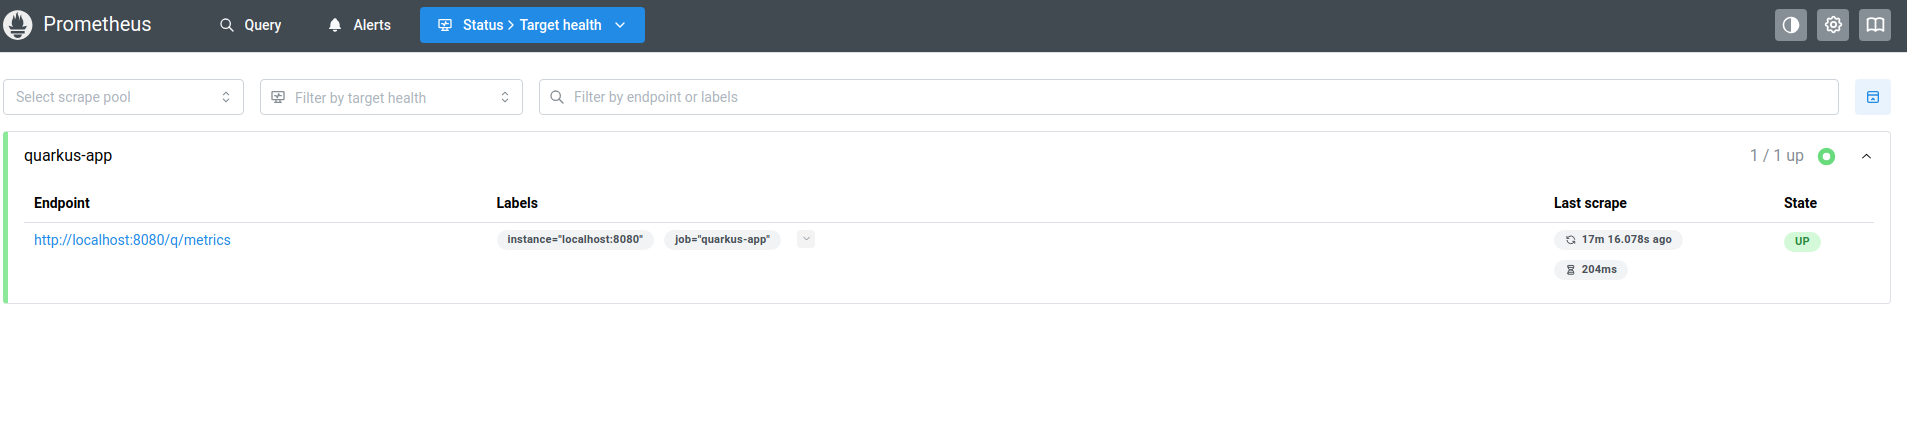 Prometheus Query Alerts Status > Target health
Select scrape pool Filter by target health Filter by endpoint or labels
quarkus-app 1 / 1 up
Endpoint Labels Last scrape State
http://localhost:8080/q/metrics instance="localhost:8080" job="quarkus-app" 17m 16.078s ago UP
204ms